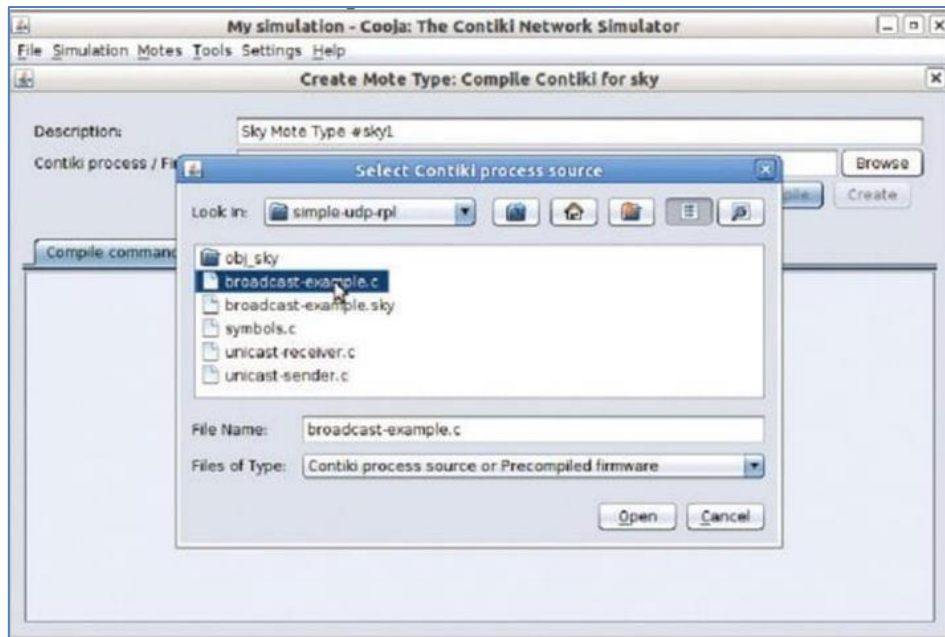 My simulation - Cooja: The Contiki Network Simulator
File Simulation Motes Tools Settings Help
Create Mote Type: Compile Contiki for sky
Description:
Sky Mote Type #sky1
Contiki process / Fir
Browse
Create
Compile command
Select Contiki process source
Look In:
simple-udp-rpl
obj_sky
broadcast-example.c
broadcast-example.sky
symbols.c
unicast-receiver.c
unicast-sender.c
File Name:
broadcast-example.c
Files of Type:
Contiki process source or Precompiled firmware
Open
Cancel